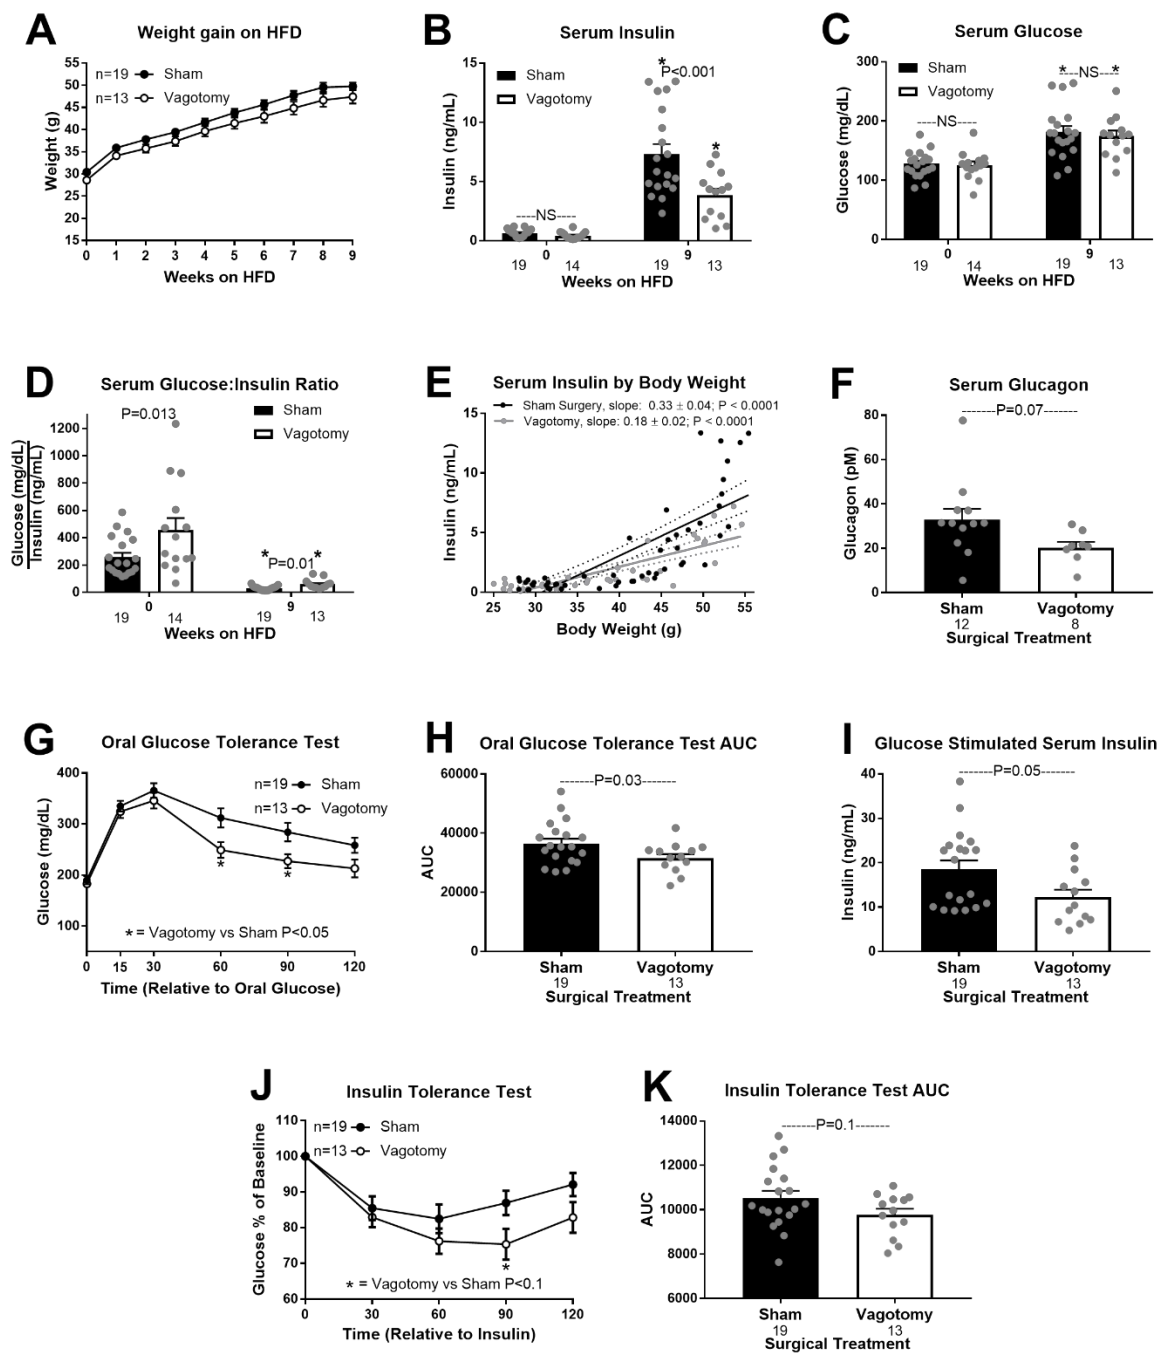 A
Weight gain on HFD
n=19 Sham
n=13 Vagotomy
Weight (g)
55
50
45
40
35
30
25
20
15
0 1 2 3 4 5 6 7 8 9
Weeks on HFD
B
Serum Insulin
Sham
Vagotomy
* P<0.001
*
----NS----
Insulin (ng/mL)
15
10
5
0
0 9
19 14 19 13
Weeks on HFD
C
Serum Glucose
Sham
Vagotomy
*----NS----*
----NS----
Glucose (mg/dL)
300
200
100
0
0 9
19 14 19 13
Weeks on HFD
D
Serum Glucose:Insulin Ratio
P=0.013
Sham
Vagotomy
* P=0.01 *
Glucose (mg/dL)
Insulin (ng/mL)
1200
1000
800
600
400
200
0
0 9
19 14 19 13
Weeks on HFD
E
Serum Insulin by Body Weight
Sham Surgery, slope: 0.33 ± 0.04; P < 0.0001
Vagotomy, slope: 0.18 ± 0.02; P < 0.0001
Insulin (ng/mL)
15
10
5
0
25 30 35 40 45 50 55
Body Weight (g)
F
Serum Glucagon
-------P=0.07-------
Glucagon (pM)
80
60
40
20
0
Sham Vagotomy
12 8
Surgical Treatment
G
Oral Glucose Tolerance Test
n=19 Sham
n=13 Vagotomy
Glucose (mg/dL)
400
300
200
100
* *
* = Vagotomy vs Sham P<0.05
0 15 30 60 90 120
Time (Relative to Oral Glucose)
H
Oral Glucose Tolerance Test AUC
-------P=0.03-------
AUC
60000
40000
20000
0
Sham Vagotomy
19 13
Surgical Treatment
I
Glucose Stimulated Serum Insulin
-------P=0.05-------
Insulin (ng/mL)
40
30
20
10
0
Sham Vagotomy
19 13
Surgical Treatment
J
Insulin Tolerance Test
n=19 Sham
n=13 Vagotomy
Glucose % of Baseline
110
100
90
80
70
60
*
* = Vagotomy vs Sham P<0.1
0 30 60 90 120
Time (Relative to Insulin)
K
Insulin Tolerance Test AUC
-------P=0.1-------
AUC
14000
12000
10000
8000
6000
Sham Vagotomy
19 13
Surgical Treatment